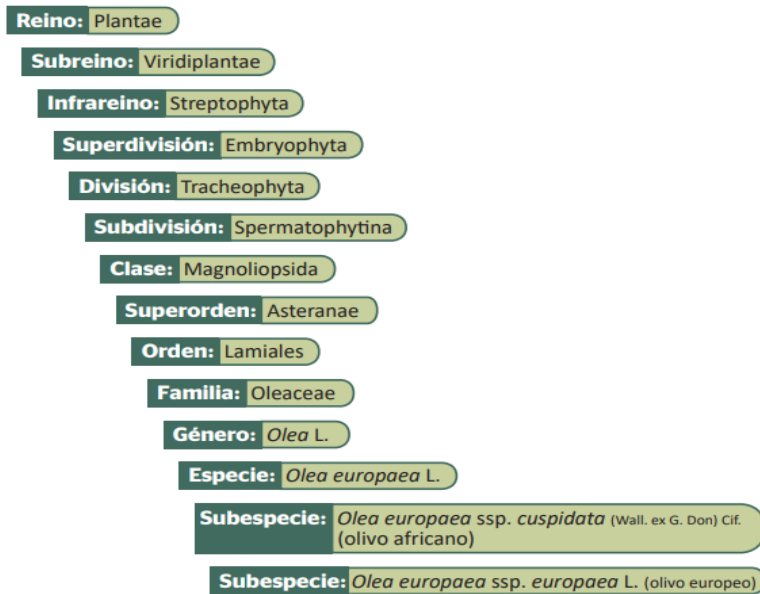 Reino: Plantae
Subreino: Viridiplantae
Infrareino: Streptophyta
Superdivisión: Embryophyta
División: Tracheophyta
Subdivisión: Spermatophytina
Clase: Magnoliopsida
Superorden: Asteranae
Orden: Lamiales
Familia: Oleaceae
Género: Olea L.
Especie: Olea europaea L.
Subespecie: Olea europaea ssp. cuspidata (Wall. ex G. Don) Cif.
(olivo africano)
Subespecie: Olea europaea ssp. europaea L. (olivo europeo)